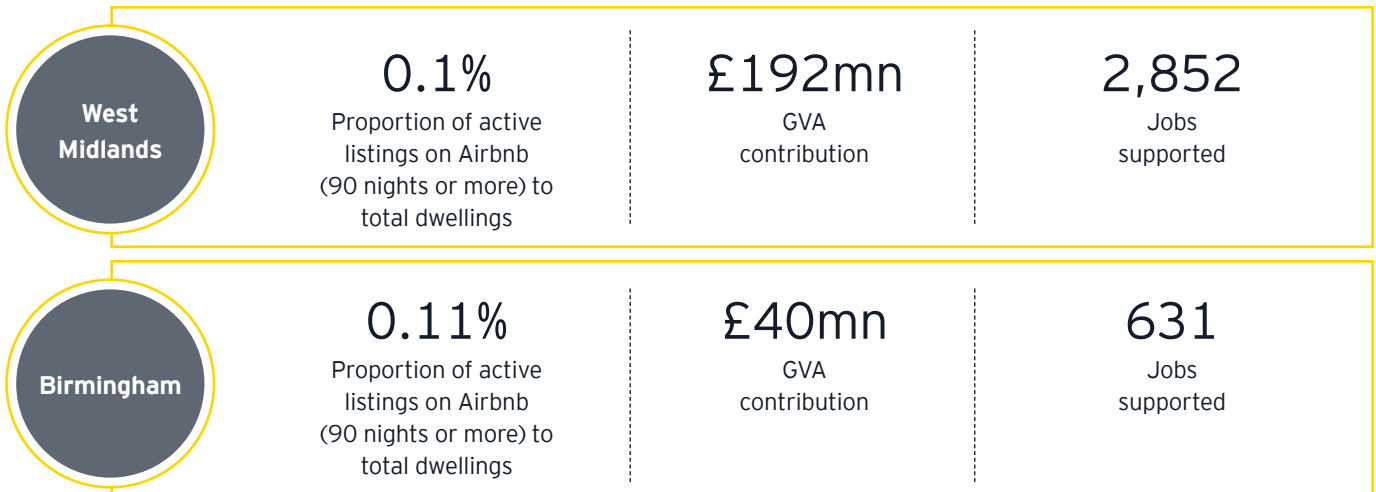 West
Midlands
0.1%
Proportion of active
listings on Airbnb
(90 nights or more) to
total dwellings
£192mn
GVA
contribution
2,852
Jobs
supported
Birmingham
0.11%
Proportion of active
listings on Airbnb
(90 nights or more) to
total dwellings
£40mn
GVA
contribution
631
Jobs
supported